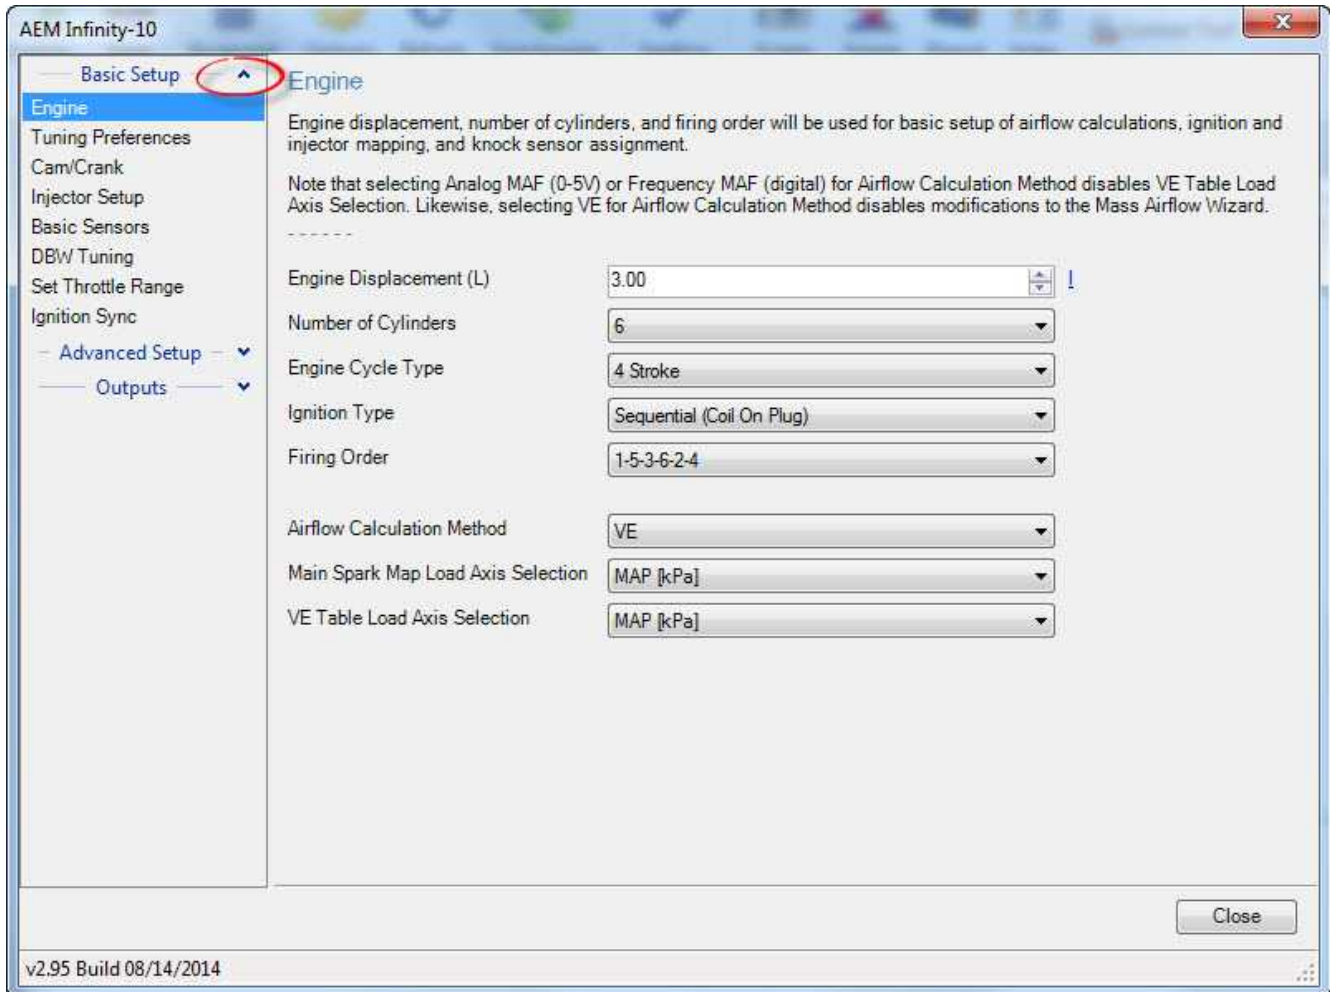 AEM Infinity-10
Basic Setup
Engine
Tuning Preferences
Cam/Crank
Injector Setup
Basic Sensors
DBW Tuning
Set Throttle Range
Ignition Sync
Advanced Setup
Outputs
Engine
Engine displacement, number of cylinders, and firing order will be used for basic setup of airflow calculations, ignition and
injector mapping, and knock sensor assignment.
Note that selecting Analog MAF (0-5V) or Frequency MAF (digital) for Airflow Calculation Method disables VE Table Load
Axis Selection. Likewise, selecting VE for Airflow Calculation Method disables modifications to the Mass Airflow Wizard.
- - - - - -
Engine Displacement (L) 3.00 l
Number of Cylinders 6
Engine Cycle Type 4 Stroke
Ignition Type Sequential (Coil On Plug)
Firing Order 1-5-3-6-2-4
Airflow Calculation Method VE
Main Spark Map Load Axis Selection MAP [kPa]
VE Table Load Axis Selection MAP [kPa]
Close
v2.95 Build 08/14/2014